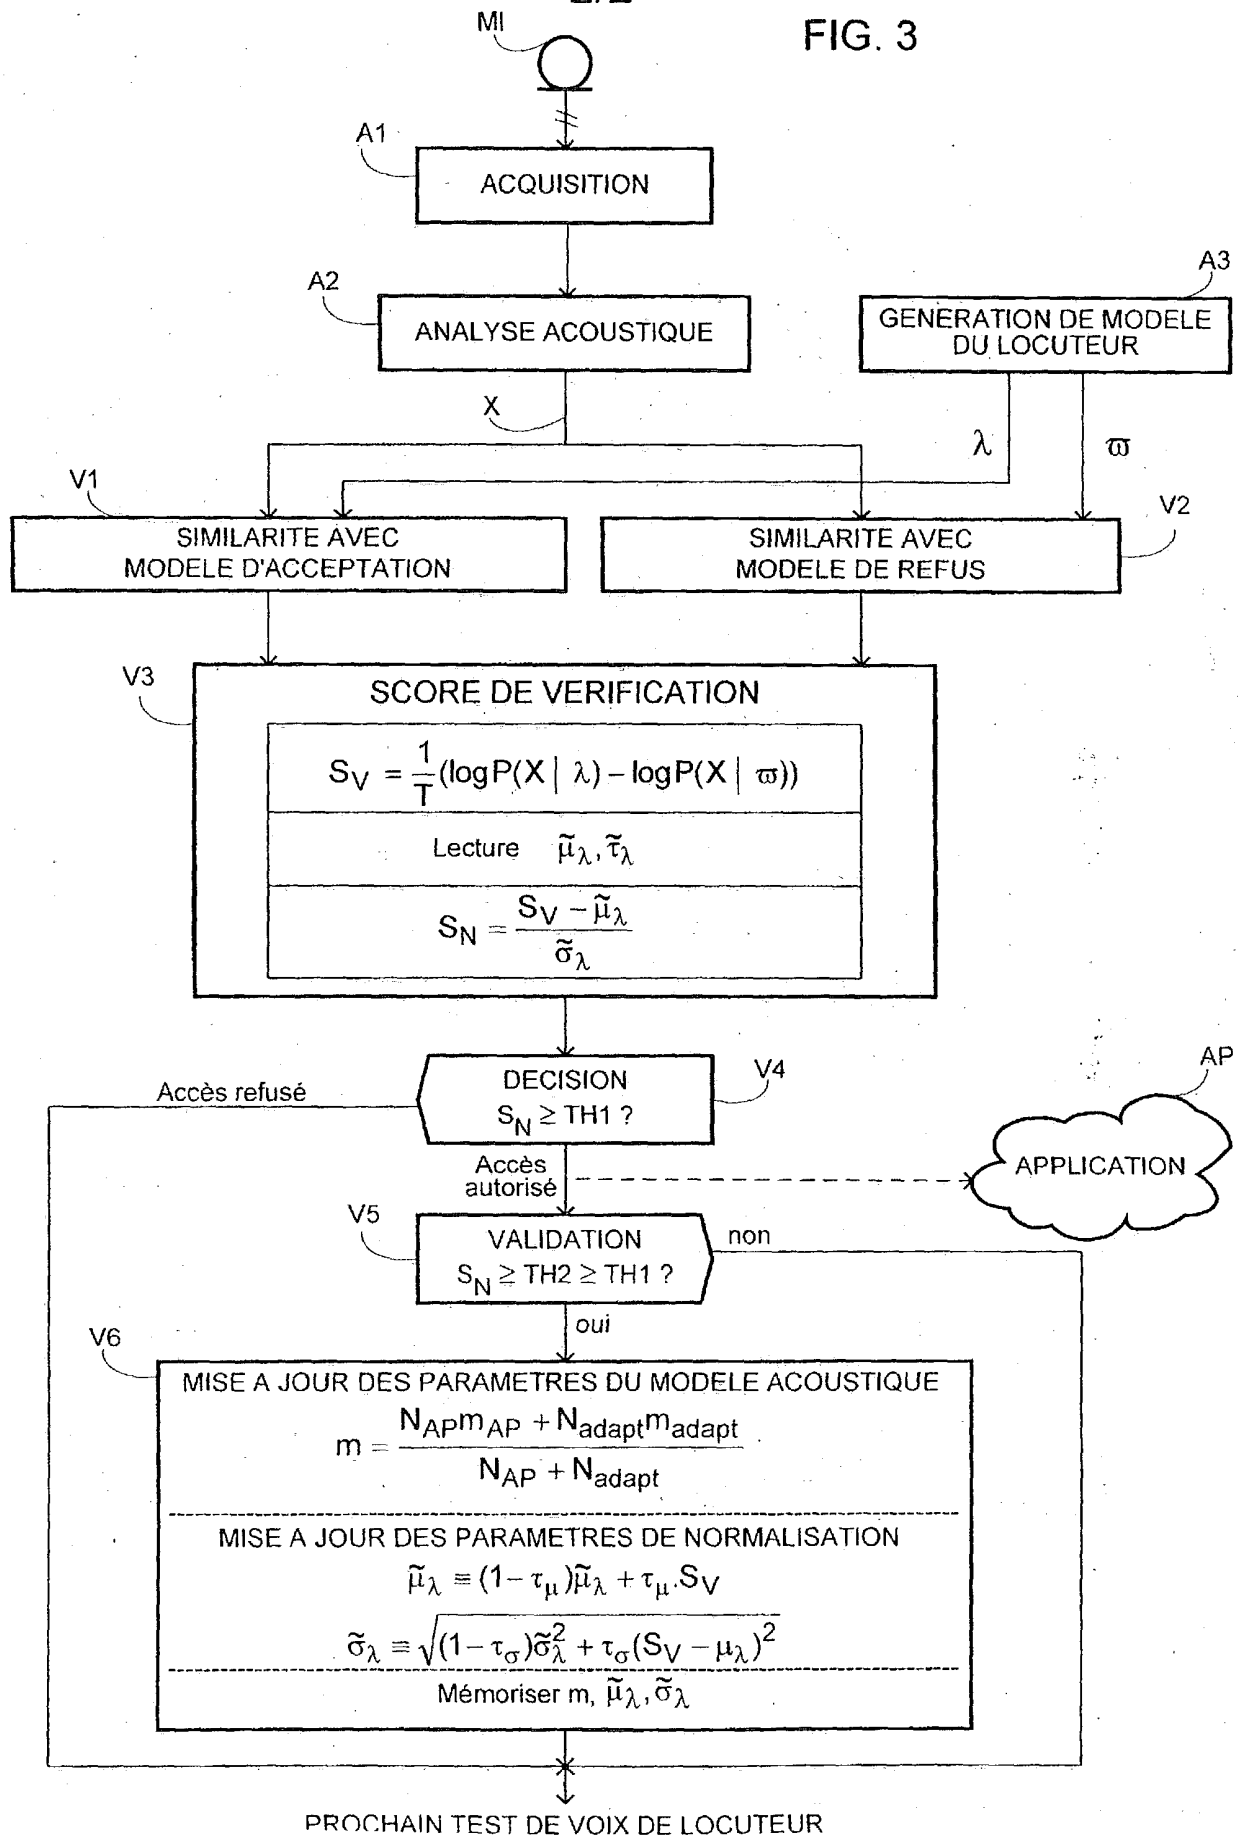 MI
FIG. 3
A1
ACQUISITION
A2
ANALYSE ACOUSTIQUE
A3
GENERATION DE MODELE
DU LOCUTEUR
X
λ
ϖ
V1
SIMILARITE AVEC
MODELE D'ACCEPTATION
V2
SIMILARITE AVEC
MODELE DE REFUS
V3
SCORE DE VERIFICATION
S_V = 1/T (logP(X | λ) – logP(X | ϖ))
Lecture μ̃_λ, τ̃_λ
S_N = (S_V – μ̃_λ) / σ̃_λ
V4
DECISION
S_N ≥ TH1 ?
Accès refusé
Accès
autorisé
AP
APPLICATION
V5
VALIDATION
S_N ≥ TH2 ≥ TH1 ?
non
oui
V6
MISE A JOUR DES PARAMETRES DU MODELE ACOUSTIQUE
m = (N_AP m_AP + N_adapt m_adapt) / (N_AP + N_adapt)
MISE A JOUR DES PARAMETRES DE NORMALISATION
μ̃_λ ≡ (1– τ_μ)μ̃_λ + τ_μ.S_V
σ̃_λ ≡ √((1– τ_σ)σ̃_λ² + τ_σ(S_V – μ_λ)²)
Mémoriser m, μ̃_λ, σ̃_λ
PROCHAIN TEST DE VOIX DE LOCUTEUR